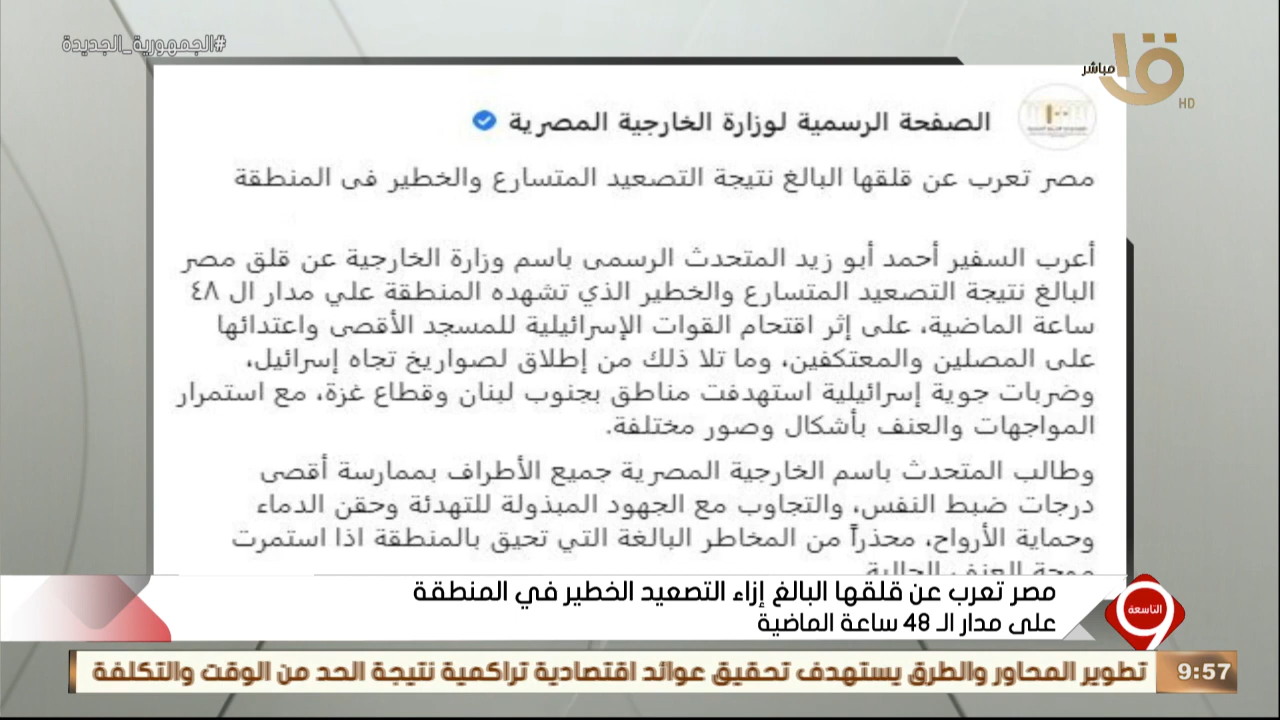 #الجمهورية_الجديدة
مباشر
HD
الصفحة الرسمية لوزارة الخارجية المصرية
مصر تعرب عن قلقها البالغ نتيجة التصعيد المتسارع والخطير فى المنطقة
أعرب السفير أحمد أبو زيد المتحدث الرسمى باسم وزارة الخارجية عن قلق مصر
البالغ نتيجة التصعيد المتسارع والخطير الذي تشهده المنطقة علي مدار ال ٤٨
ساعة الماضية، على إثر اقتحام القوات الإسرائيلية للمسجد الأقصى واعتدائها
على المصلين والمعتكفين، وما تلا ذلك من إطلاق لصواريخ تجاه إسرائيل،
وضربات جوية إسرائيلية استهدفت مناطق بجنوب لبنان وقطاع غزة، مع استمرار
المواجهات والعنف بأشكال وصور مختلفة.
وطالب المتحدث باسم الخارجية المصرية جميع الأطراف بممارسة أقصى
درجات ضبط النفس، والتجاوب مع الجهود المبذولة للتهدئة وحقن الدماء
وحماية الأرواح، محذراً من المخاطر البالغة التي تحيق بالمنطقة اذا استمرت
موجة العنف الحالية
مصر تعرب عن قلقها البالغ إزاء التصعيد الخطير في المنطقة
على مدار الـ 48 ساعة الماضية
التاسعة
9:57
تطوير المحاور والطرق يستهدف تحقيق عوائد اقتصادية تراكمية نتيجة الحد من الوقت والتكلفة